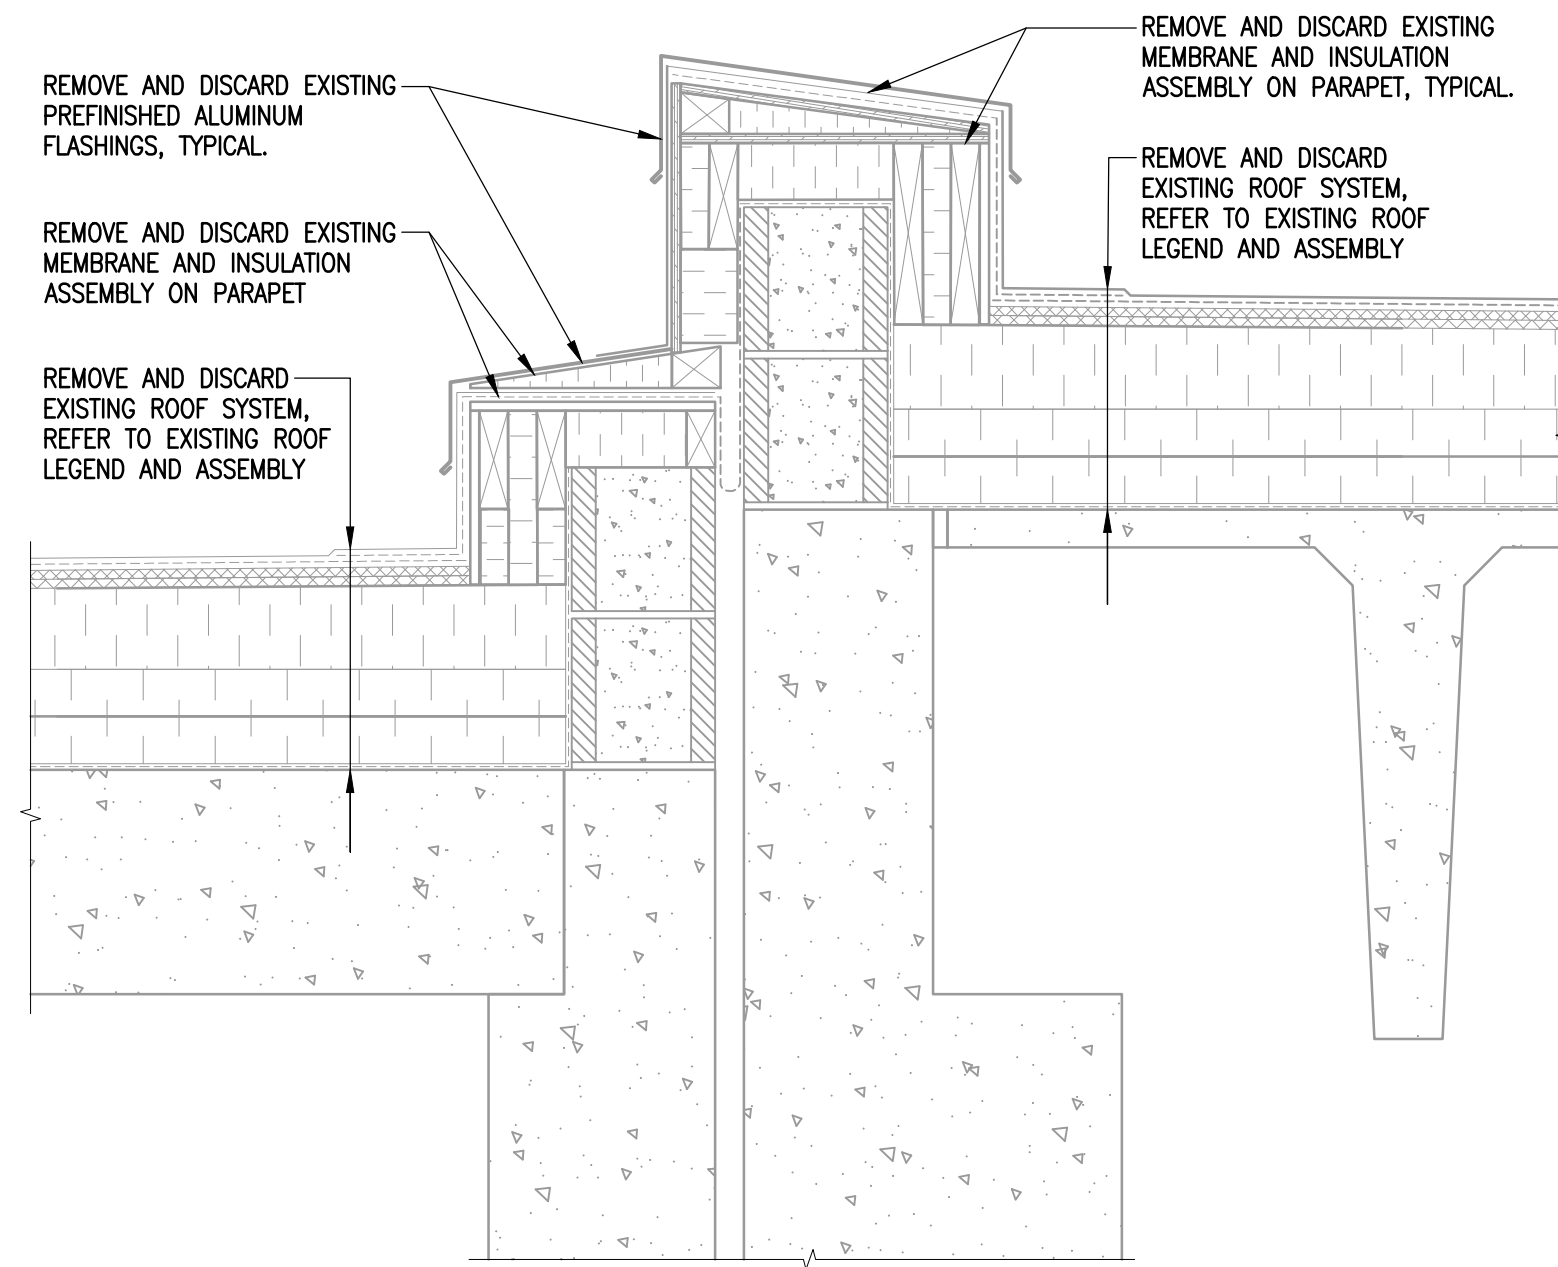 REMOVE AND DISCARD EXISTING
PREFINISHED ALUMINUM
FLASHINGS, TYPICAL.
REMOVE AND DISCARD EXISTING
MEMBRANE AND INSULATION
ASSEMBLY ON PARAPET
REMOVE AND DISCARD
EXISTING ROOF SYSTEM,
REFER TO EXISTING ROOF
LEGEND AND ASSEMBLY
REMOVE AND DISCARD EXISTING
MEMBRANE AND INSULATION
ASSEMBLY ON PARAPET, TYPICAL.
REMOVE AND DISCARD
EXISTING ROOF SYSTEM,
REFER TO EXISTING ROOF
LEGEND AND ASSEMBLY